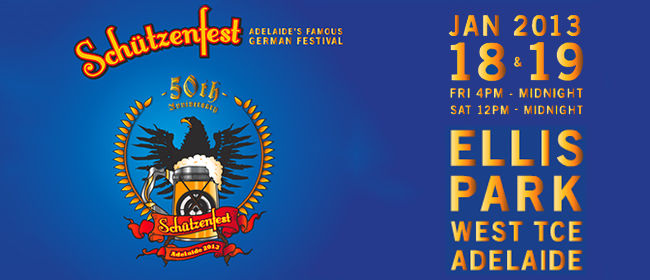 Schützenfest
ADELAIDE'S FAMOUS
GERMAN FESTIVAL
-50th-
Schützenfest
Adelaide 2013
JAN 2013
18 & 19
FRI 4PM - MIDNIGHT
SAT 12PM - MIDNIGHT
ELLIS
PARK
WEST TCE
ADELAIDE